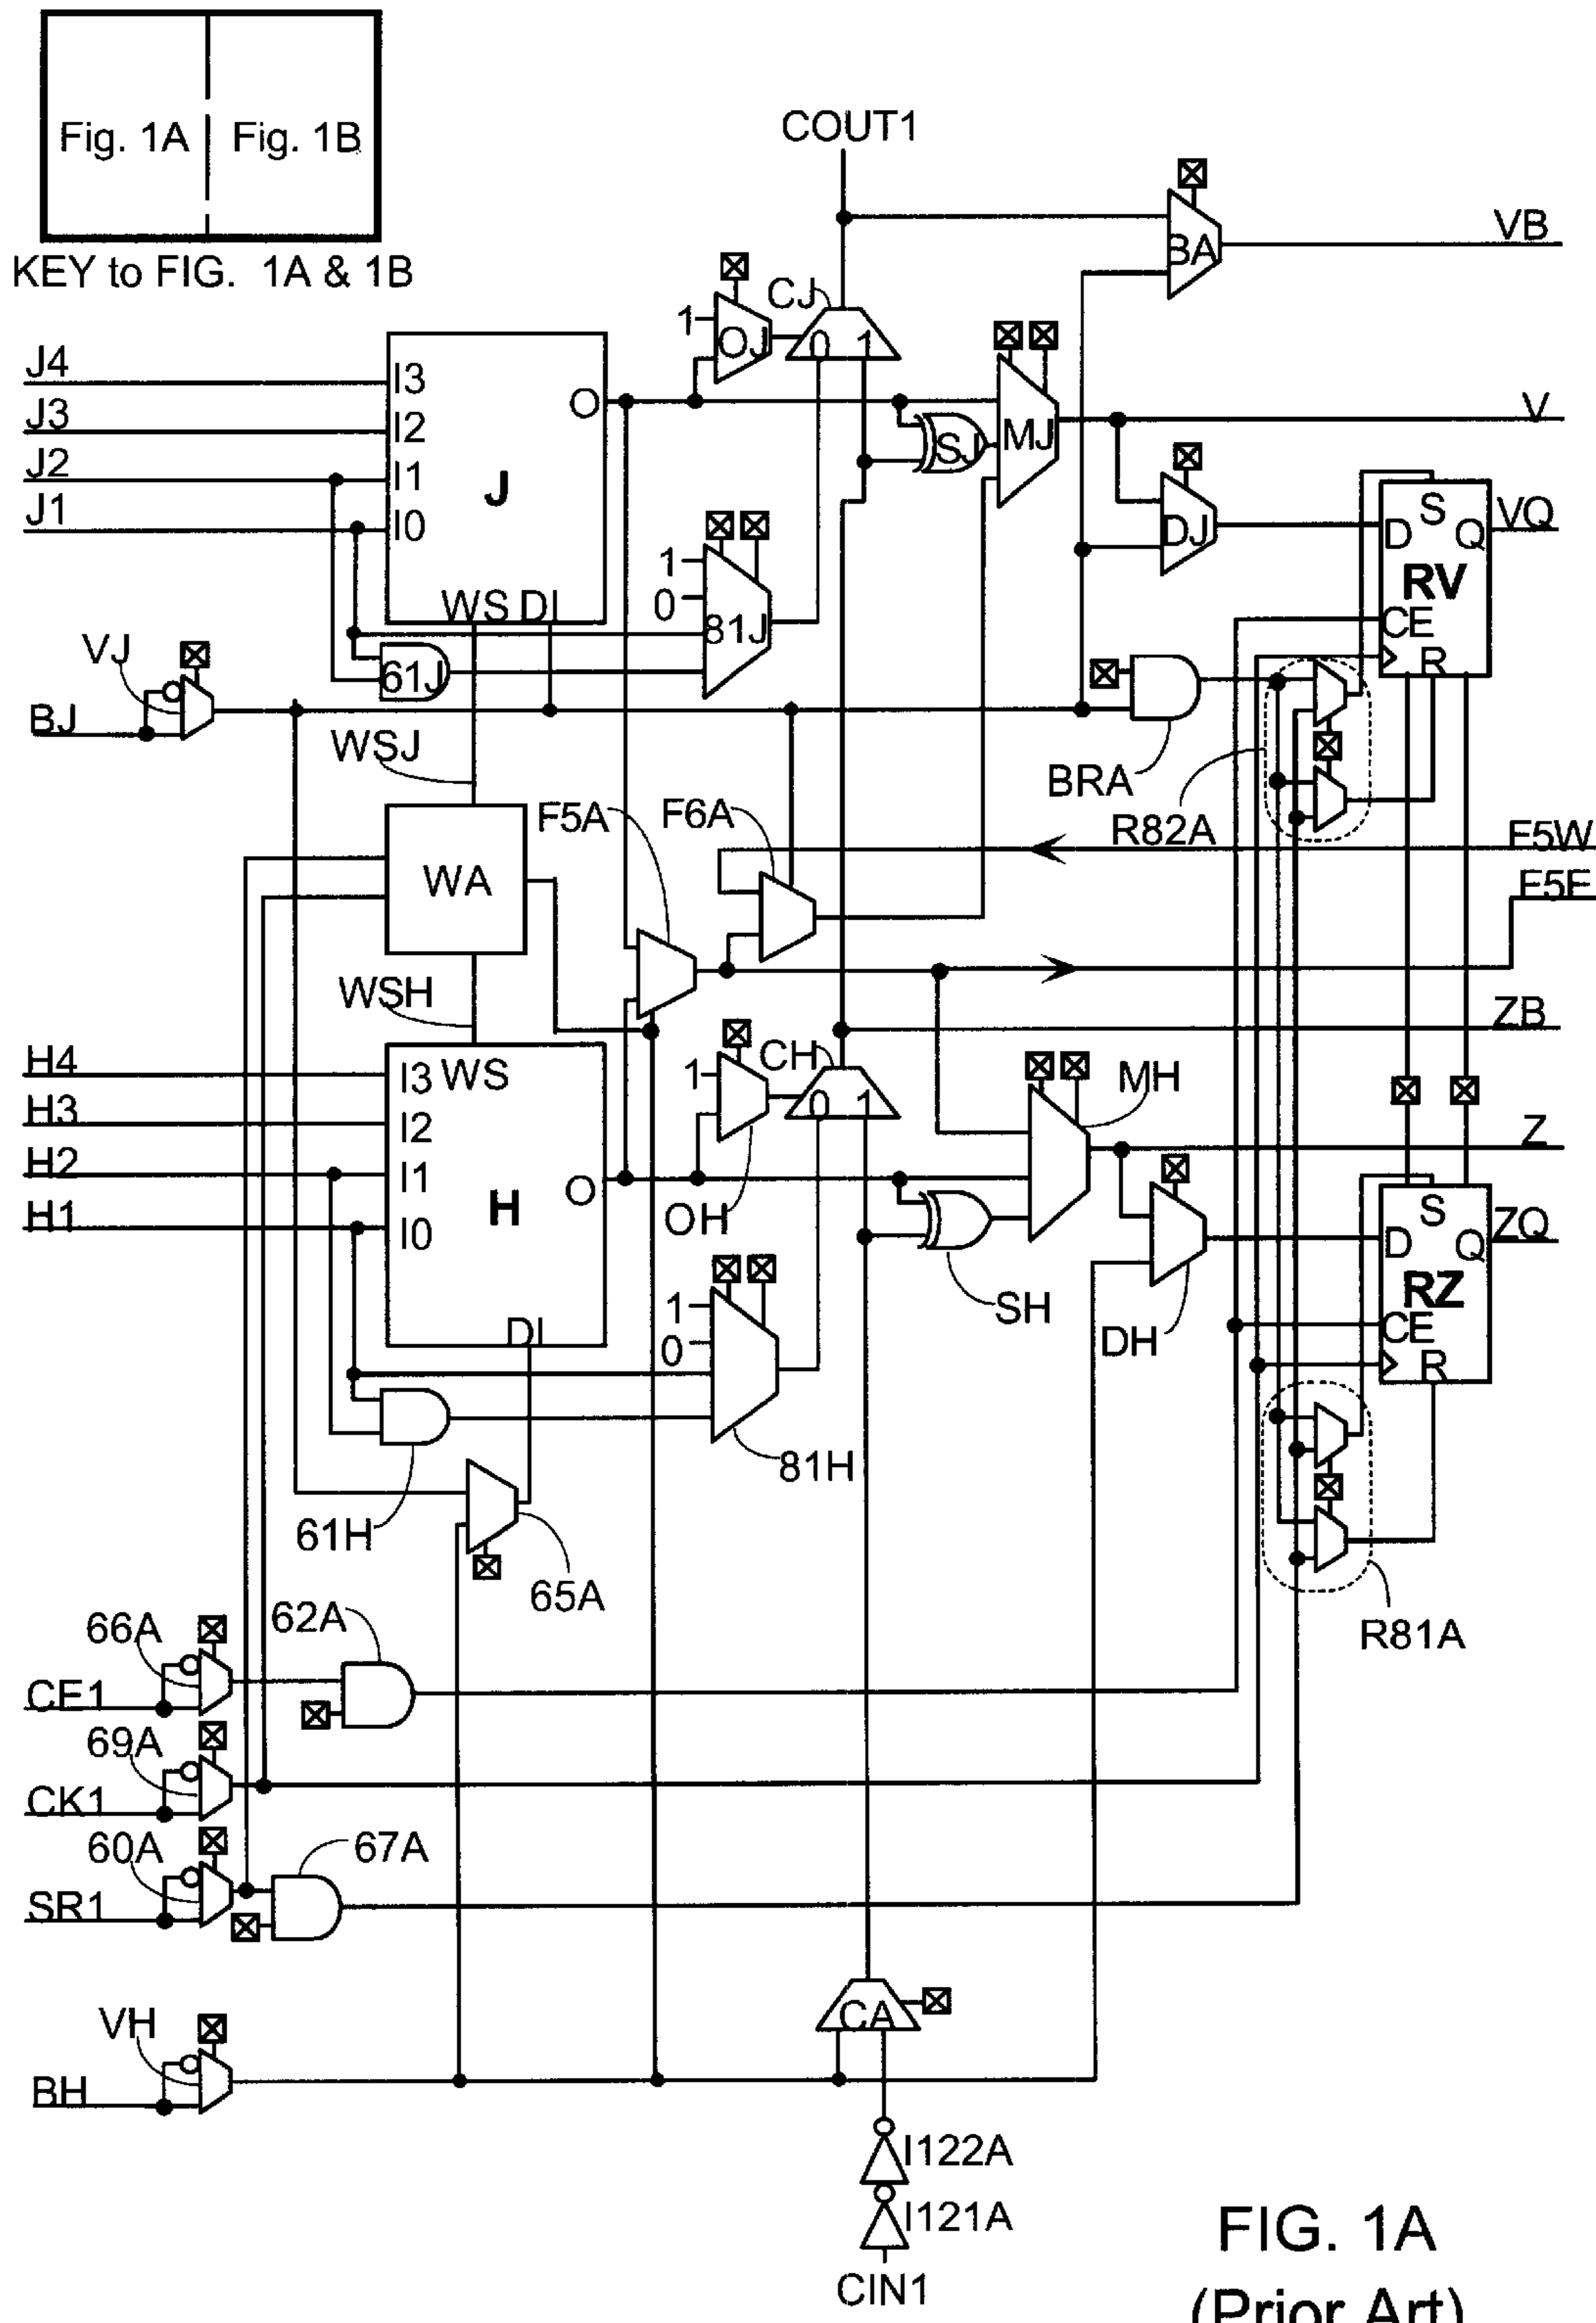 Fig. 1A Fig. 1B
KEY to FIG. 1A & 1B
COUT1
VB
BA
CJ
1
OJ
0 1
J4
J3
J2
J1
I3
I2
I1
I0
O
J
WS DI
SJ
MJ
V
DJ
S
D
Q
VQ
RV
CE
R
1
0
81J
61J
VJ
BJ
WSJ
BRA
R82A
WA
F5A
F6A
F5W
F5E
WSH
ZB
H4
H3
H2
H1
I3 WS
I2
I1
I0
O
H
DI
1
CH
0 1
OH
MH
Z
SH
DH
S
D
Q
ZQ
RZ
CE
R
1
0
81H
61H
65A
R81A
66A
62A
CE1
69A
CK1
60A
67A
SR1
VH
BH
CA
I122A
I121A
CIN1
FIG. 1A
(Prior Art)